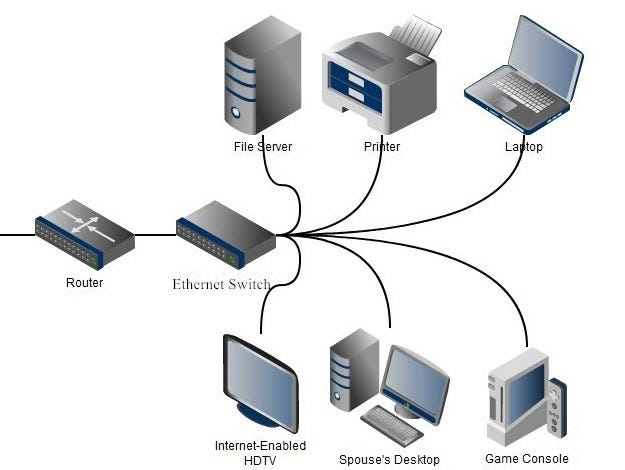 File Server
Printer
Laptop
Router
Ethernet Switch
Internet-Enabled
HDTV
Spouse's Desktop
Game Console